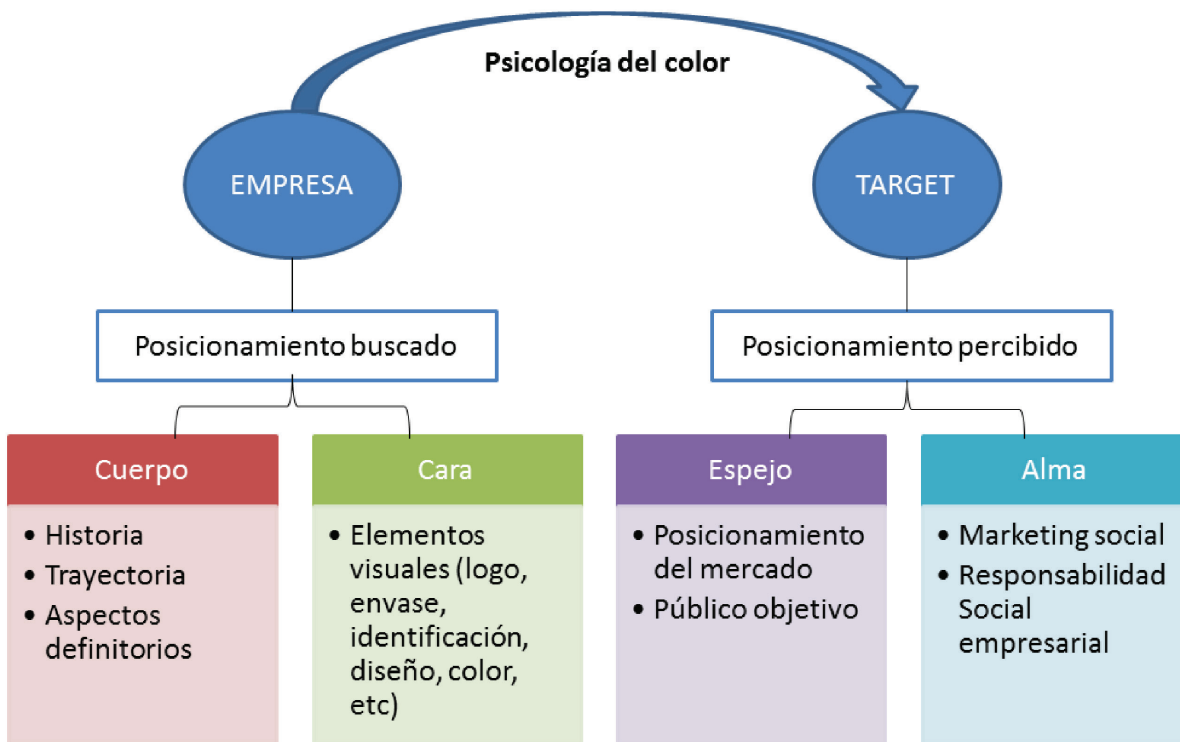 Psicología del color
EMPRESA
TARGET
Posicionamiento buscado
Posicionamiento percibido
Cuerpo
• Historia
• Trayectoria
• Aspectos
definitorios
Cara
• Elementos
visuales (logo,
envase,
identificación,
diseño, color,
etc)
Espejo
• Posicionamiento
del mercado
• Público objetivo
Alma
• Marketing social
• Responsabilidad
Social
empresarial